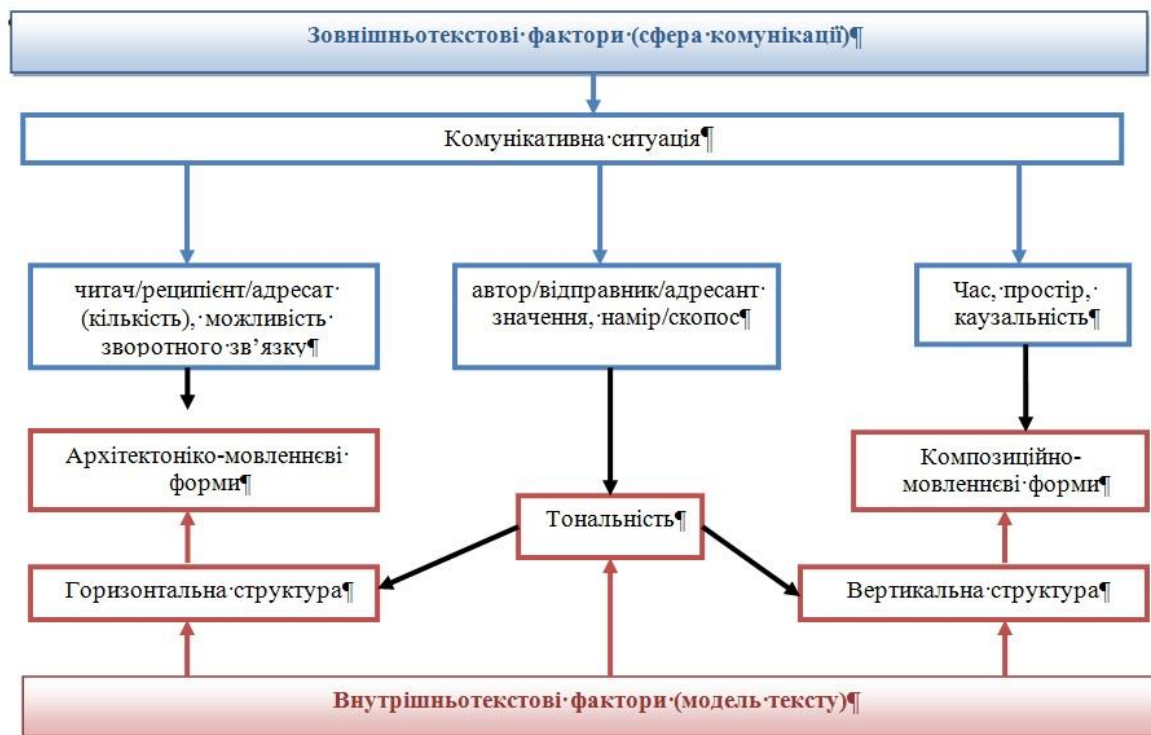 Зовнішньотекстові·фактори·(сфера·комунікації)¶
Комунікативна·ситуація¶
читач/реципієнт/адресат·
(кількість),·можливість·
зворотного·зв’язку¶
автор/відправник/адресант·
значення,·намір/скопос¶
Час,·простір,·
каузальність¶
Архітектоніко-мовленнєві·
форми¶
Композиційно-
мовленнєві·форми¶
Тональність¶
Горизонтальна·структура¶
Вертикальна·структура¶
Внутрішньотекстові·фактори·(модель·тексту)¶